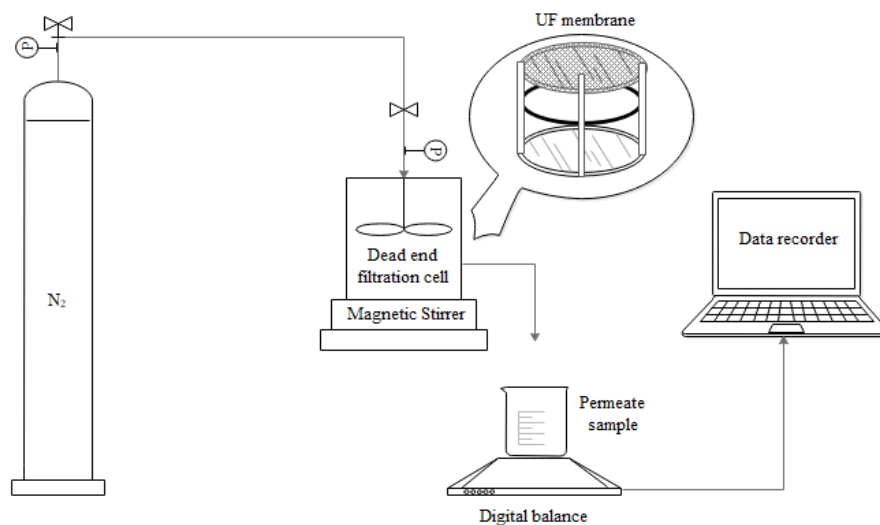 UF membrane
P
P
Dead end
filtration cell
Magnetic Stirrer
N₂
Data recorder
Permeate
sample
Digital balance